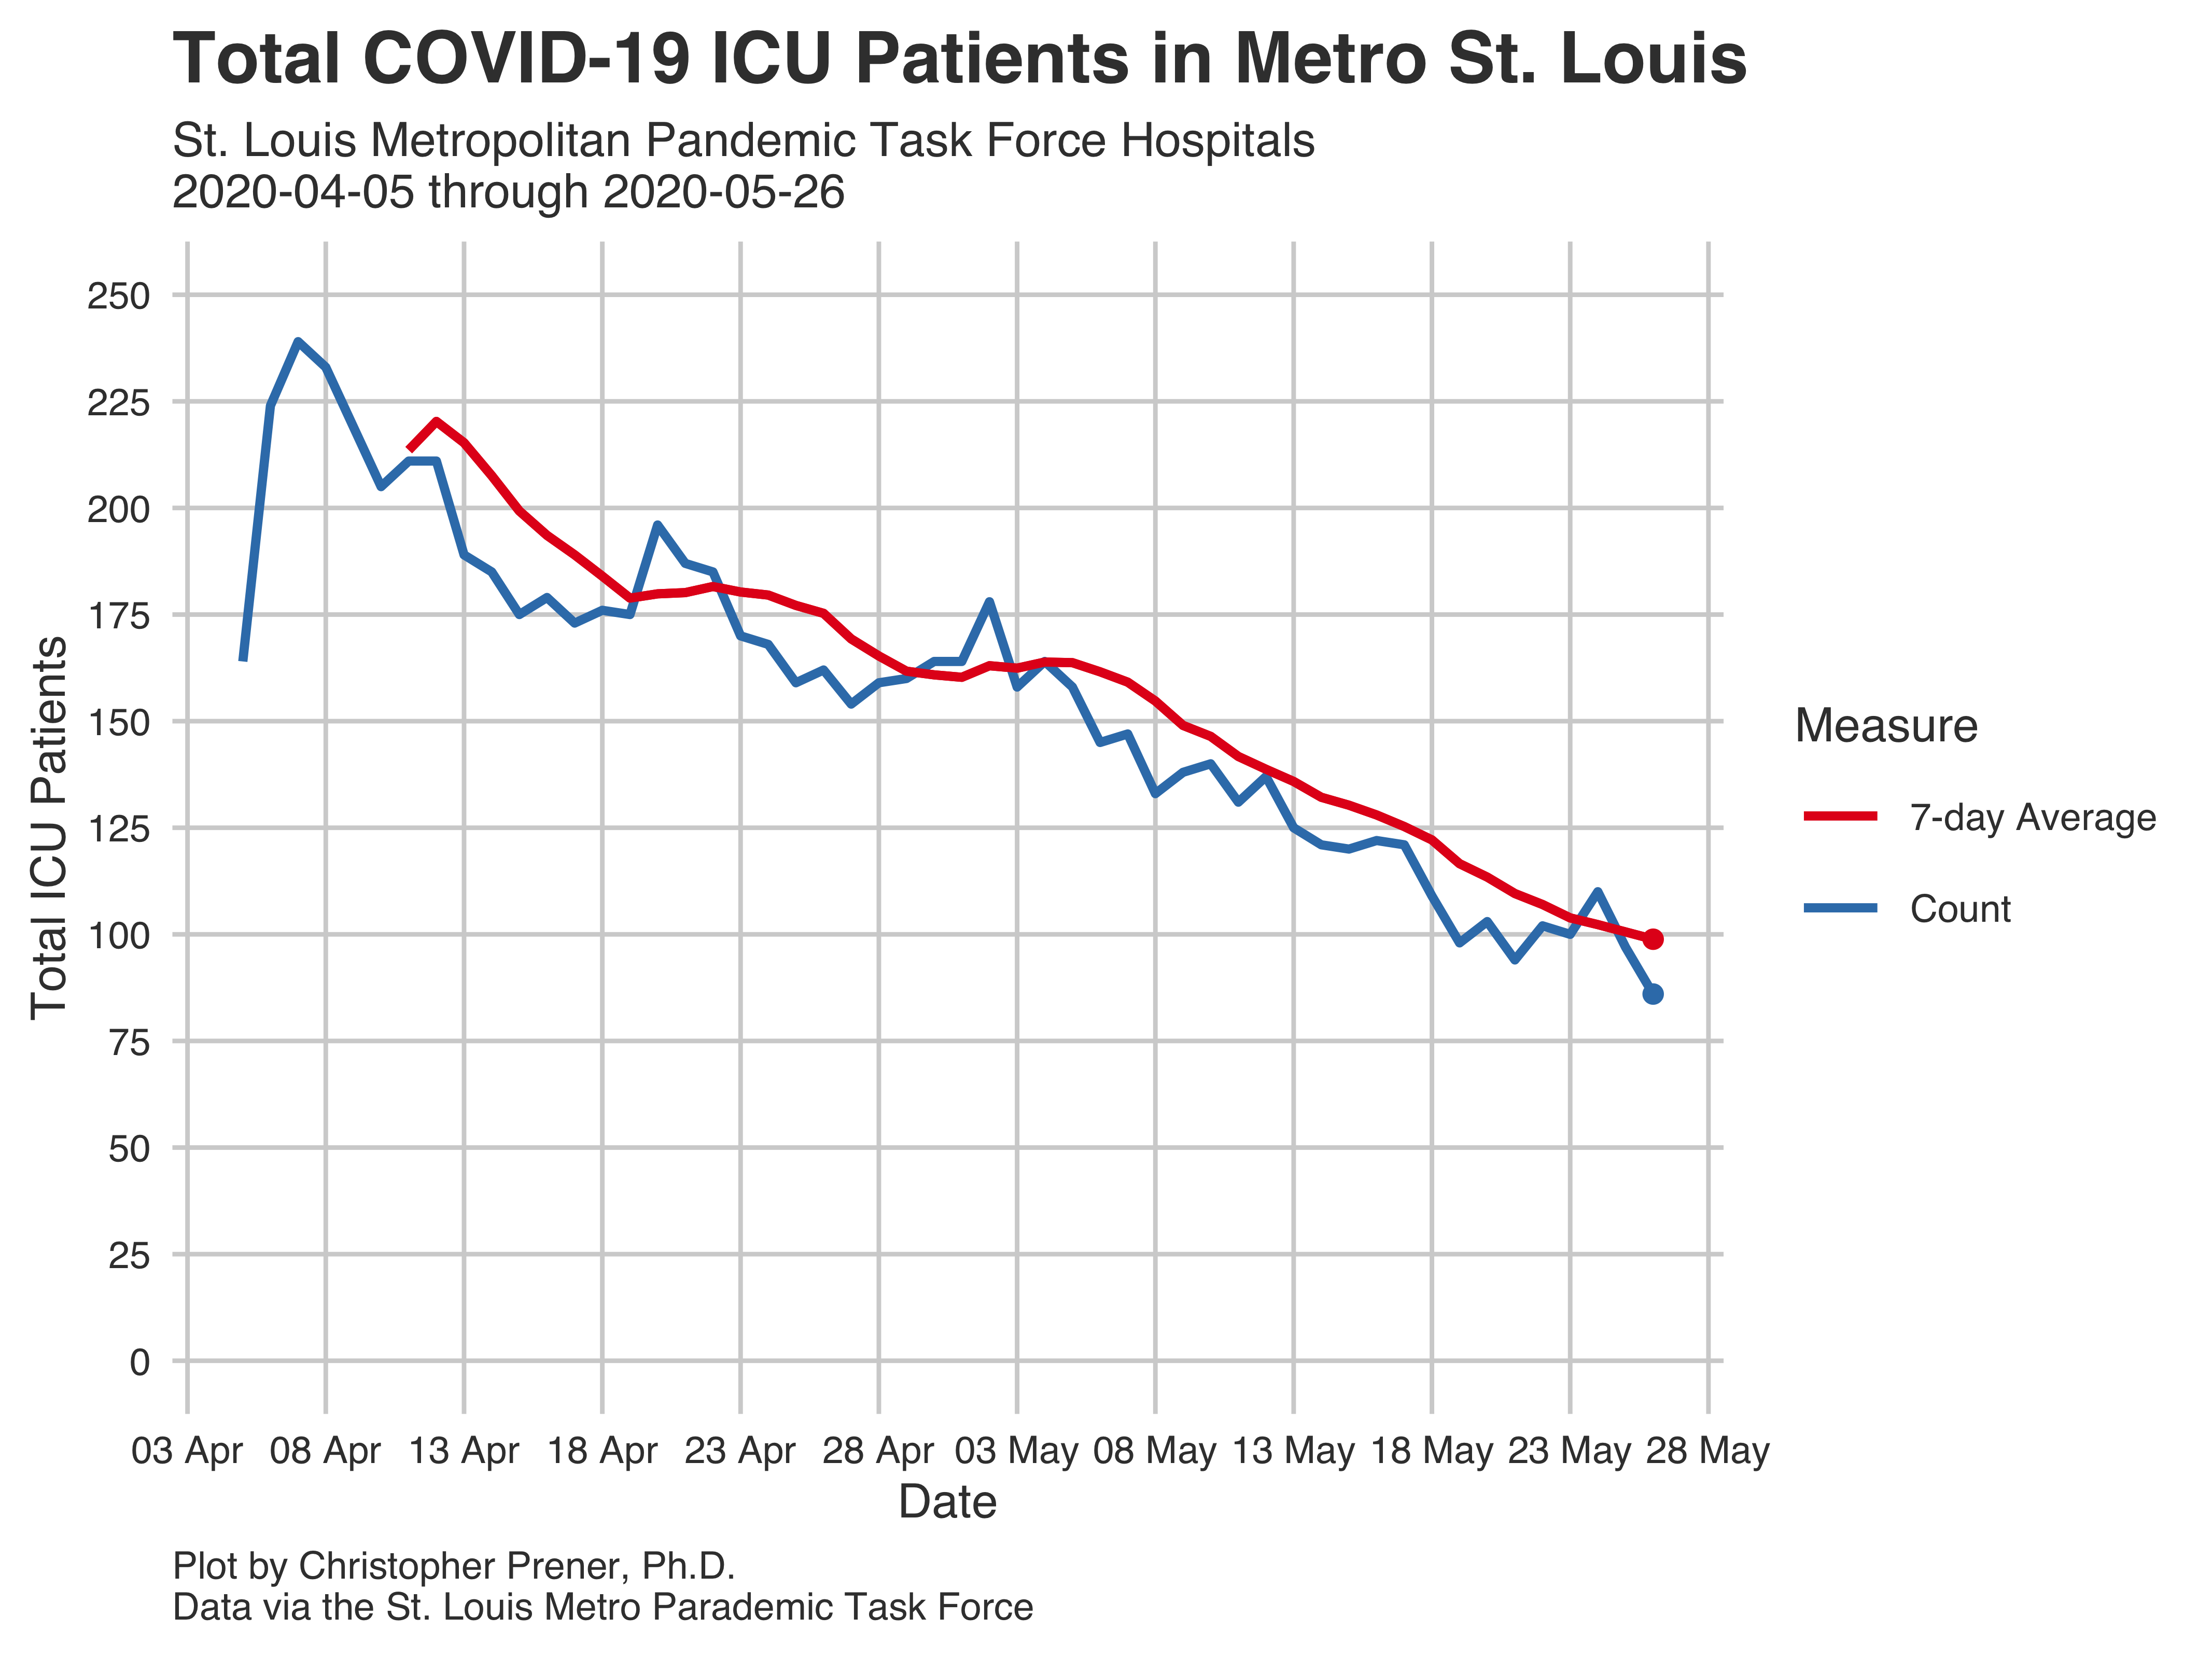 Total COVID-19 ICU Patients in Metro St. Louis
St. Louis Metropolitan Pandemic Task Force Hospitals
2020-04-05 through 2020-05-26
250
225
200
175
150
125
100
75
50
25
0
Total ICU Patients
03 Apr 08 Apr 13 Apr 18 Apr 23 Apr 28 Apr 03 May 08 May 13 May 18 May 23 May 28 May
Date
Measure
7-day Average
Count
Plot by Christopher Prener, Ph.D.
Data via the St. Louis Metro Parademic Task Force